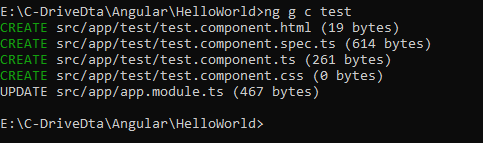 E:\C-DriveDta\Angular\HelloWorld>ng g c test
CREATE src/app/test/test.component.html (19 bytes)
CREATE src/app/test/test.component.spec.ts (614 bytes)
CREATE src/app/test/test.component.ts (261 bytes)
CREATE src/app/test/test.component.css (0 bytes)
UPDATE src/app/app.module.ts (467 bytes)
E:\C-DriveDta\Angular\HelloWorld>